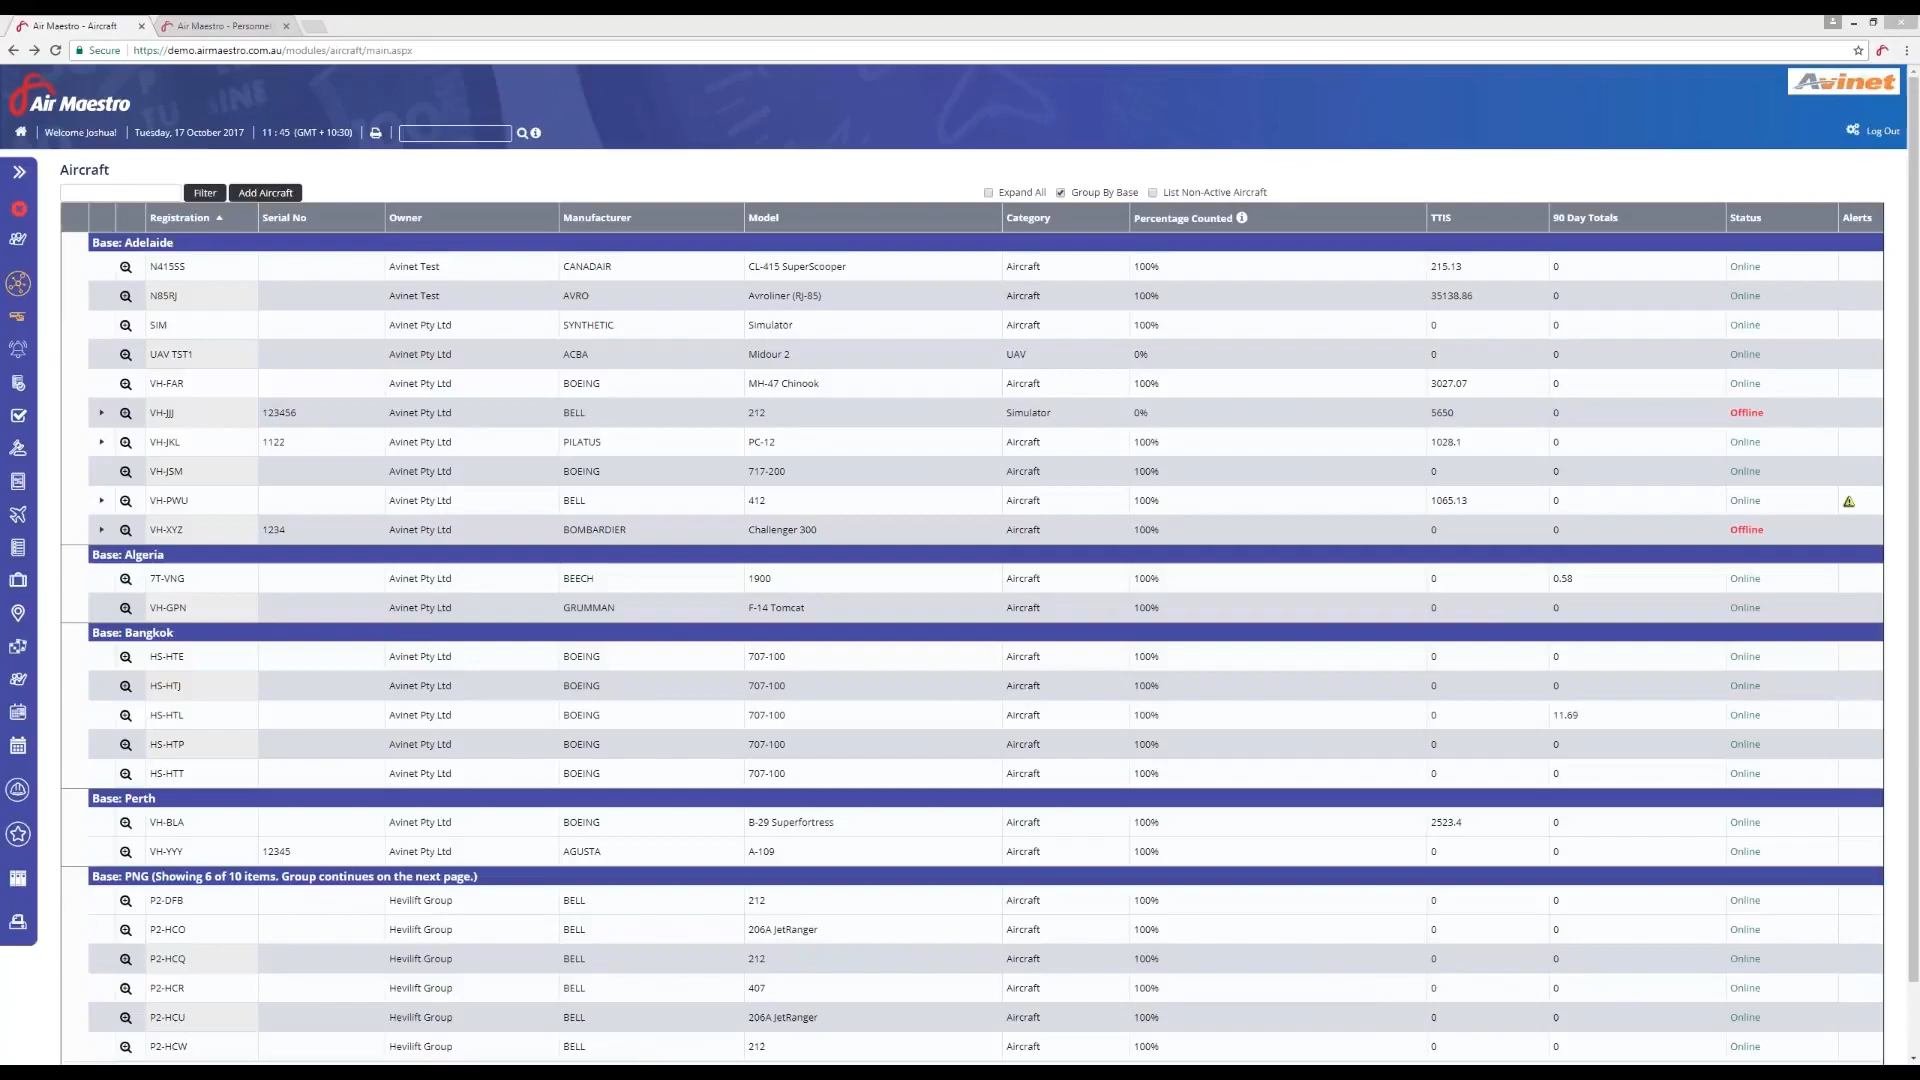 Air Maestro - Aircraft
Air Maestro - Personne
Secure https://demo.airmaestro.com.au/modules/aircraft/main.aspx
Air Maestro
Avinet
Welcome Joshua! Tuesday, 17 October 2017 11 : 45 (GMT + 10:30)
Log Out
Aircraft
Filter Add Aircraft Expand All Group By Base List Non-Active Aircraft
Registration Serial No Owner Manufacturer Model Category Percentage Counted TTIS 90 Day Totals Status Alerts
Base: Adelaide
N415SS Avinet Test CANADAIR CL-415 SuperScooper Aircraft 100% 215.13 0 Online
N85RJ Avinet Test AVRO Avroliner (RJ-85) Aircraft 100% 35138.86 0 Online
SIM Avinet Pty Ltd SYNTHETIC Simulator Aircraft 100% 0 0 Online
UAV TST1 Avinet Pty Ltd ACBA Midour 2 UAV 0% 0 0 Online
VH-FAR Avinet Pty Ltd BOEING MH-47 Chinook Aircraft 100% 3027.07 0 Online
VH-JJJ 123456 Avinet Pty Ltd BELL 212 Simulator 0% 5650 0 Offline
VH-JKL 1122 Avinet Pty Ltd PILATUS PC-12 Aircraft 100% 1028.1 0 Online
VH-JSM Avinet Pty Ltd BOEING 717-200 Aircraft 100% 0 0 Online
VH-PWU Avinet Pty Ltd BELL 412 Aircraft 100% 1065.13 0 Online
VH-XYZ 1234 Avinet Pty Ltd BOMBARDIER Challenger 300 Aircraft 100% 0 0 Offline
Base: Algeria
7T-VNG Avinet Pty Ltd BEECH 1900 Aircraft 100% 0 0.58 Online
VH-GPN Avinet Pty Ltd GRUMMAN F-14 Tomcat Aircraft 100% 0 0 Online
Base: Bangkok
HS-HTE Avinet Pty Ltd BOEING 707-100 Aircraft 100% 0 0 Online
HS-HTJ Avinet Pty Ltd BOEING 707-100 Aircraft 100% 0 0 Online
HS-HTL Avinet Pty Ltd BOEING 707-100 Aircraft 100% 0 11.69 Online
HS-HTP Avinet Pty Ltd BOEING 707-100 Aircraft 100% 0 0 Online
HS-HTT Avinet Pty Ltd BOEING 707-100 Aircraft 100% 0 0 Online
Base: Perth
VH-BLA Avinet Pty Ltd BOEING B-29 Superfortress Aircraft 100% 2523.4 0 Online
VH-YYY 12345 Avinet Pty Ltd AGUSTA A-109 Aircraft 100% 0 0 Online
Base: PNG (Showing 6 of 10 items. Group continues on the next page.)
P2-DFB Hevilift Group BELL 212 Aircraft 100% 0 0 Online
P2-HCO Hevilift Group BELL 206A JetRanger Aircraft 100% 0 0 Online
P2-HCQ Hevilift Group BELL 212 Aircraft 100% 0 0 Online
P2-HCR Hevilift Group BELL 407 Aircraft 100% 0 0 Online
P2-HCU Hevilift Group BELL 206A JetRanger Aircraft 100% 0 0 Online
P2-HCW Hevilift Group BELL 212 Aircraft 100% 0 0 Online